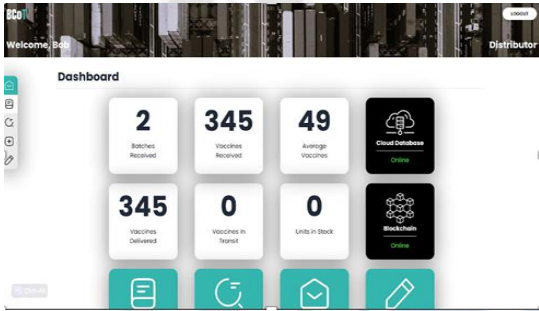 BCoT
LOGOUT
Welcome, Bob
Distributor
Dashboard
2
Batches
Received
345
Vaccines
Received
49
Average
Vaccines
Cloud Database
Online
345
Vaccines
Delivered
0
Vaccines In
Transit
0
Units in Stock
Blockchain
Online